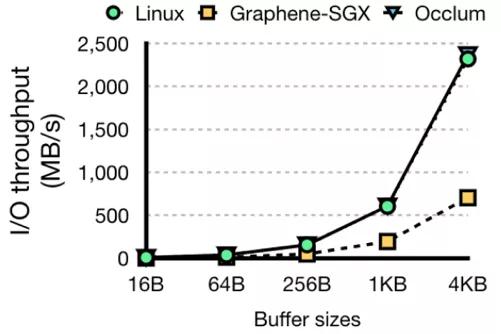 Linux Graphene-SGX Occlum
I/O throughput
(MB/s)
2,500
2,000
1,500
1,000
500
0
16B 64B 256B 1KB 4KB
Buffer sizes